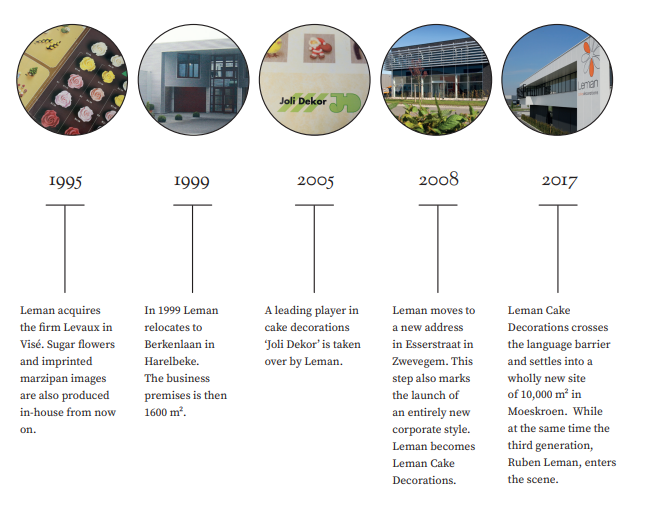 Joli Dekor
Leman
1995
1999
2005
2008
2017
Leman acquires
the firm Levaux in
Visé. Sugar flowers
and imprinted
marzipan images
are also produced
in-house from now
on.
In 1999 Leman
relocates to
Berkenlaan in
Harelbeke.
The business
premises is then
1600 m².
A leading player in
cake decorations
‘Joli Dekor’ is taken
over by Leman.
Leman moves to
a new address
in Esserstraat in
Zwevegem. This
step also marks
the launch of
an entirely new
corporate style.
Leman becomes
Leman Cake
Decorations.
Leman Cake
Decorations crosses
the language barrier
and settles into a
wholly new site
of 10,000 m² in
Moeskroen.  While
at the same time the
third generation,
Ruben Leman, enters
the scene.